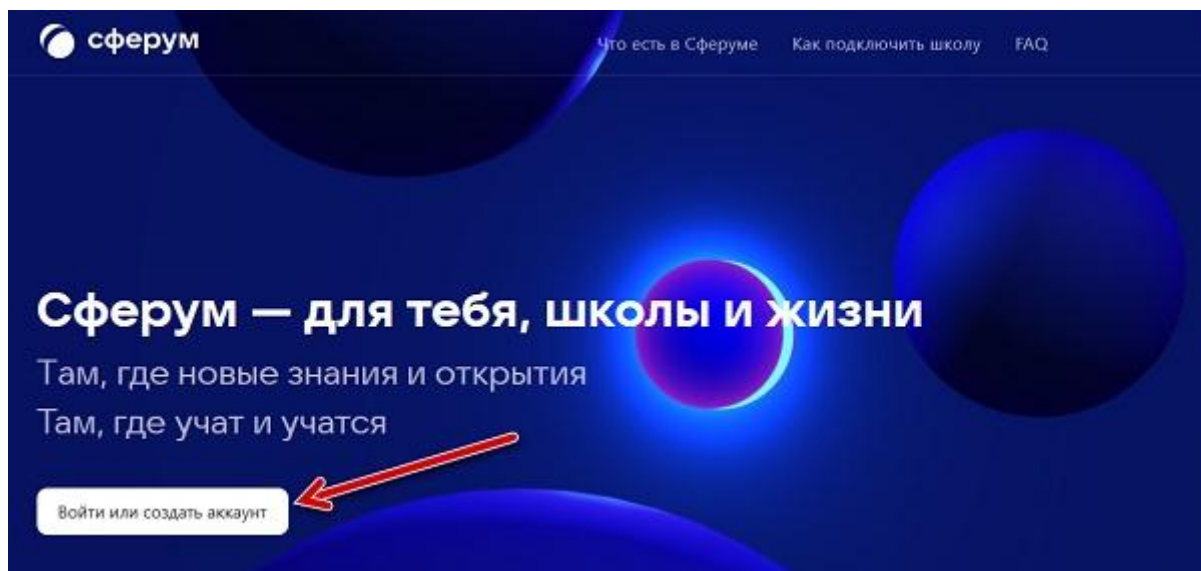 сферум
Что есть в Сферуме Как подключить школу FAQ
Сферум — для тебя, школы и жизни
Там, где новые знания и открытия
Там, где учат и учатся
Войти или создать аккаунт